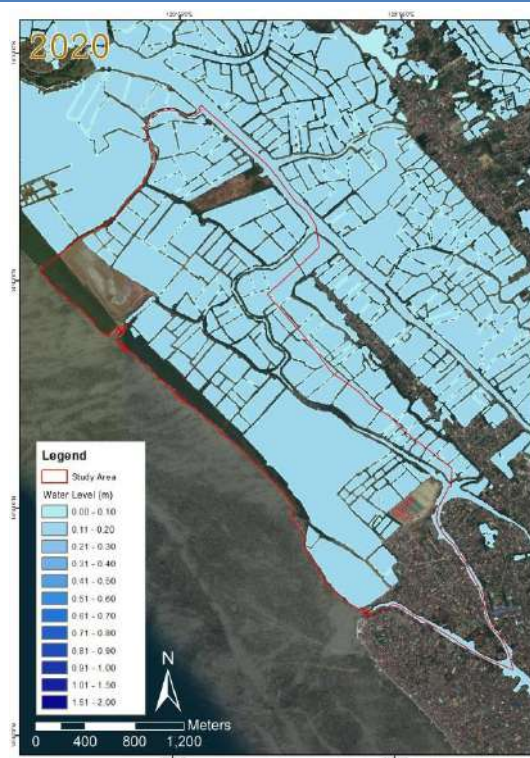 2020
Legend
Study Area
Water Level (m)
0.00 - 0.10
0.11 - 0.20
0.21 - 0.30
0.31 - 0.40
0.41 - 0.50
0.51 - 0.60
0.61 - 0.70
0.71 - 0.80
0.81 - 0.90
0.91 - 1.00
1.01 - 1.50
1.51 - 2.00
N
Meters
0 400 800 1,200